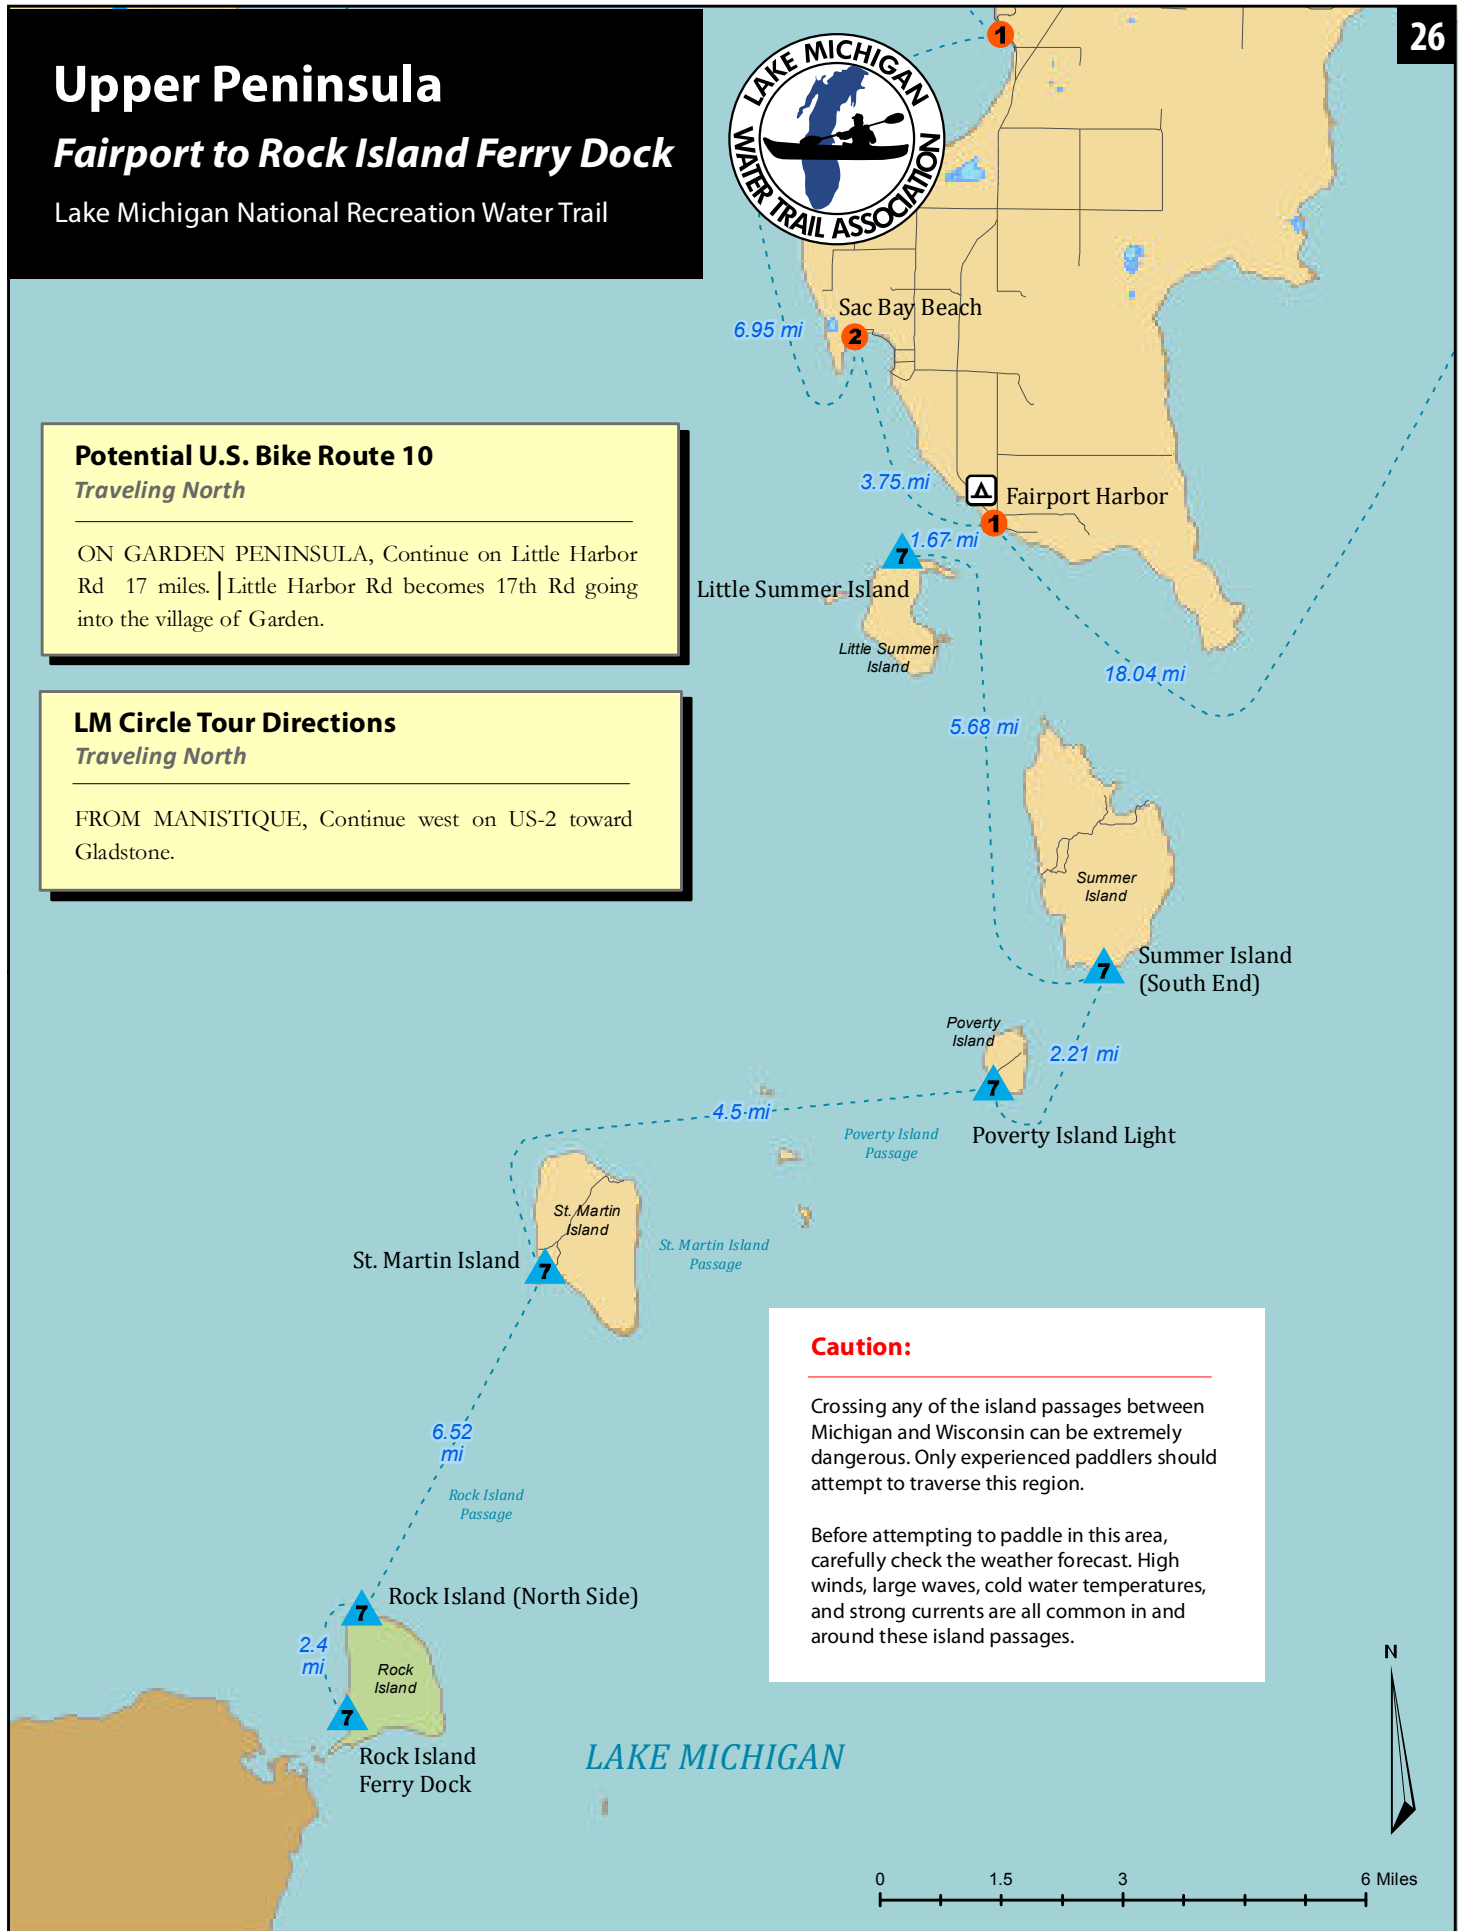 26
Upper Peninsula
Fairport to Rock Island Ferry Dock
Lake Michigan National Recreation Water Trail
LAKE MICHIGAN
WATER TRAIL ASSOCIATION
1
Sac Bay Beach
6.95 mi
2
Potential U.S. Bike Route 10
Traveling North
ON GARDEN PENINSULA, Continue on Little Harbor
Rd 17 miles. | Little Harbor Rd becomes 17th Rd going
into the village of Garden.
3.75 mi
Fairport Harbor
1
1.67 mi
7
Little Summer Island
Little Summer
Island
18.04 mi
5.68 mi
LM Circle Tour Directions
Traveling North
FROM MANISTIQUE, Continue west on US-2 toward
Gladstone.
Summer
Island
7
Summer Island
(South End)
Poverty
Island
2.21 mi
7
4.5 mi
Poverty Island
Passage
Poverty Island Light
St. Martin
Island
St. Martin Island
7
St. Martin Island
Passage
Caution:
Crossing any of the island passages between
Michigan and Wisconsin can be extremely
dangerous. Only experienced paddlers should
attempt to traverse this region.
Before attempting to paddle in this area,
carefully check the weather forecast. High
winds, large waves, cold water temperatures,
and strong currents are all common in and
around these island passages.
6.52
mi
Rock Island
Passage
Rock Island (North Side)
7
2.4
mi
Rock
Island
7
Rock Island
Ferry Dock
LAKE MICHIGAN
N
0 1.5 3 6 Miles